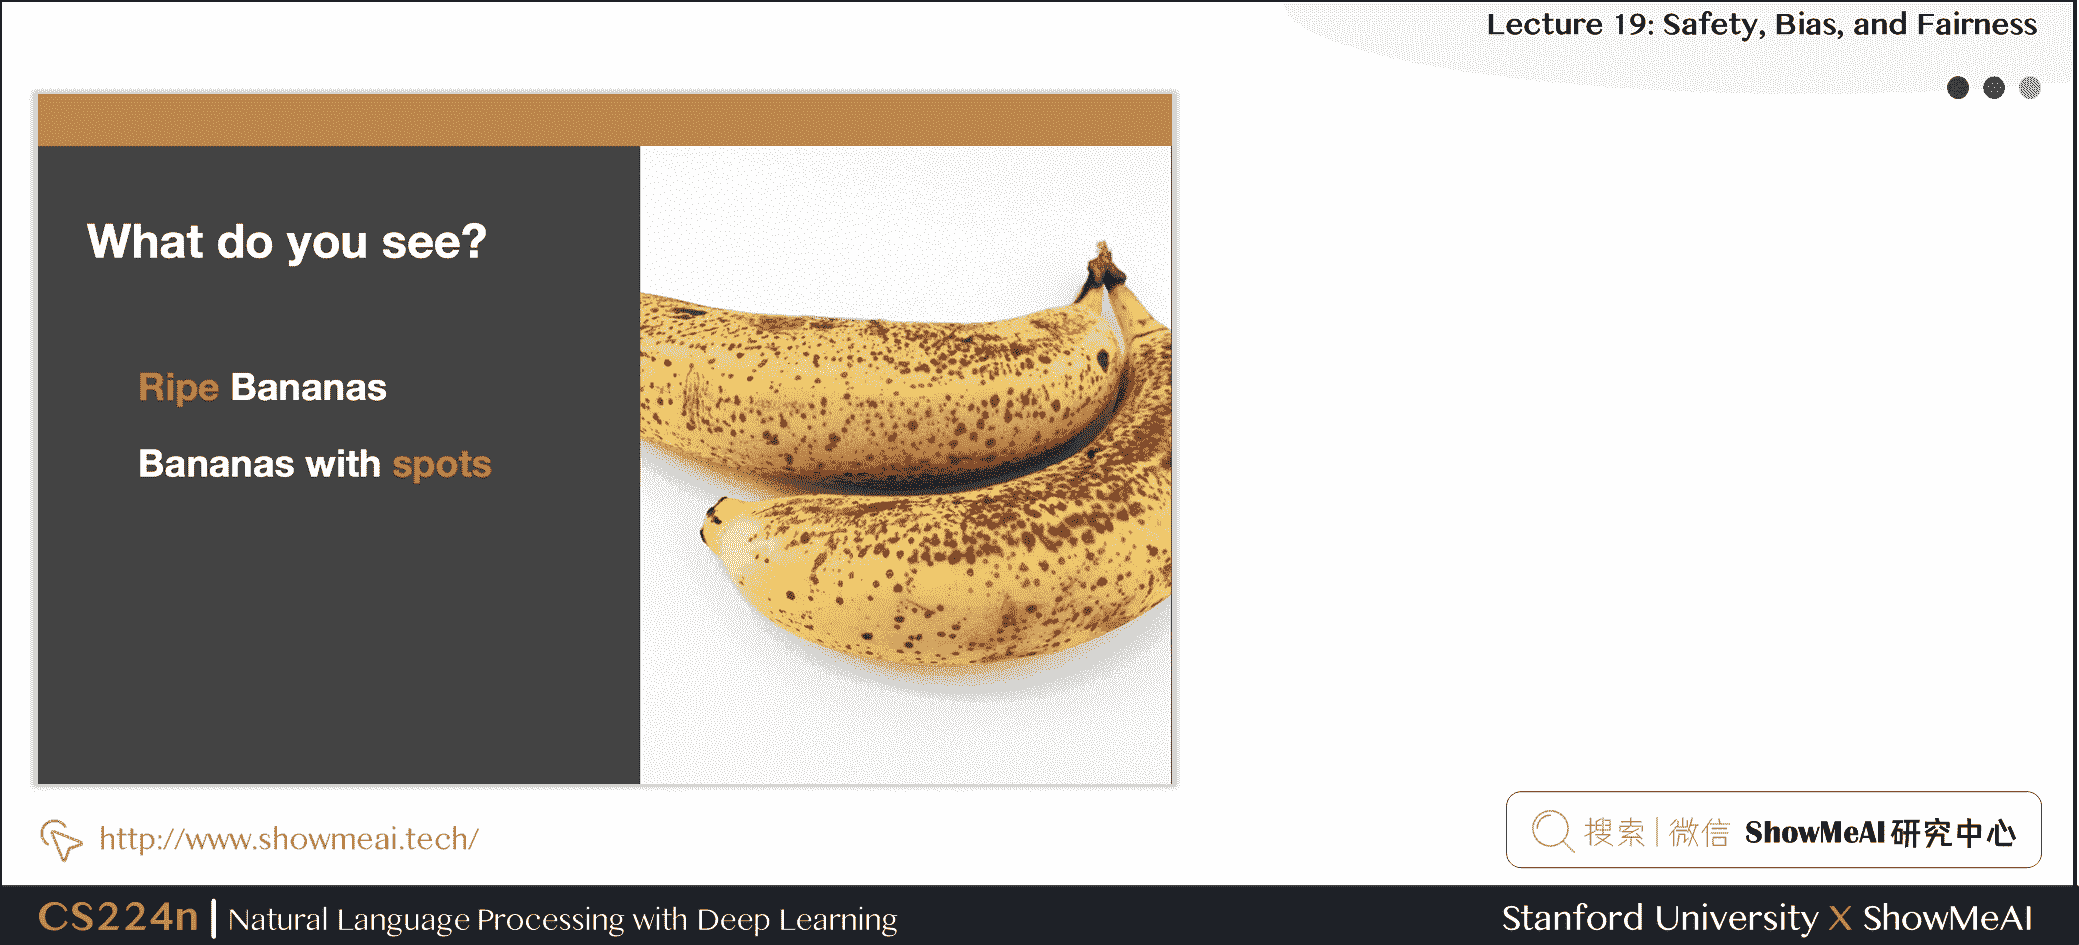 Lecture 19: Safety, Bias, and Fairness
What do you see?
Ripe Bananas
Bananas with spots
http://www.showmeai.tech/
搜索 | 微信 ShowMeAI 研究中心
CS224n | Natural Language Processing with Deep Learning
Stanford University X ShowMeAI